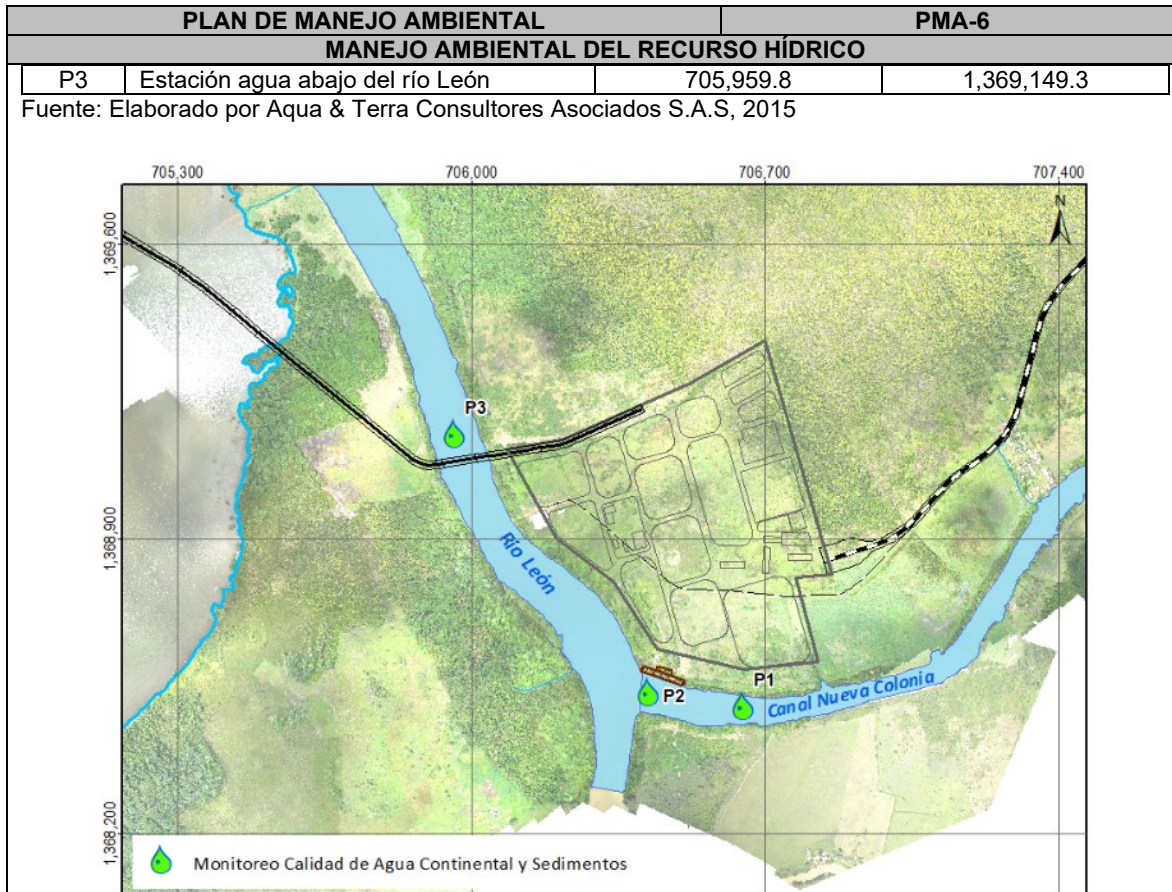 PLAN DE MANEJO AMBIENTAL PMA-6
MANEJO AMBIENTAL DEL RECURSO HÍDRICO
P3 Estación agua abajo del río León 705,959.8 1,369,149.3
Fuente: Elaborado por Aqua & Terra Consultores Asociados S.A.S, 2015
705,300 706,000 706,700 707,400
N
1,369,600
P3
1,368,900
Río León
P1
P2
Canal Nueva Colonia
1,368,200
Monitoreo Calidad de Agua Continental y Sedimentos